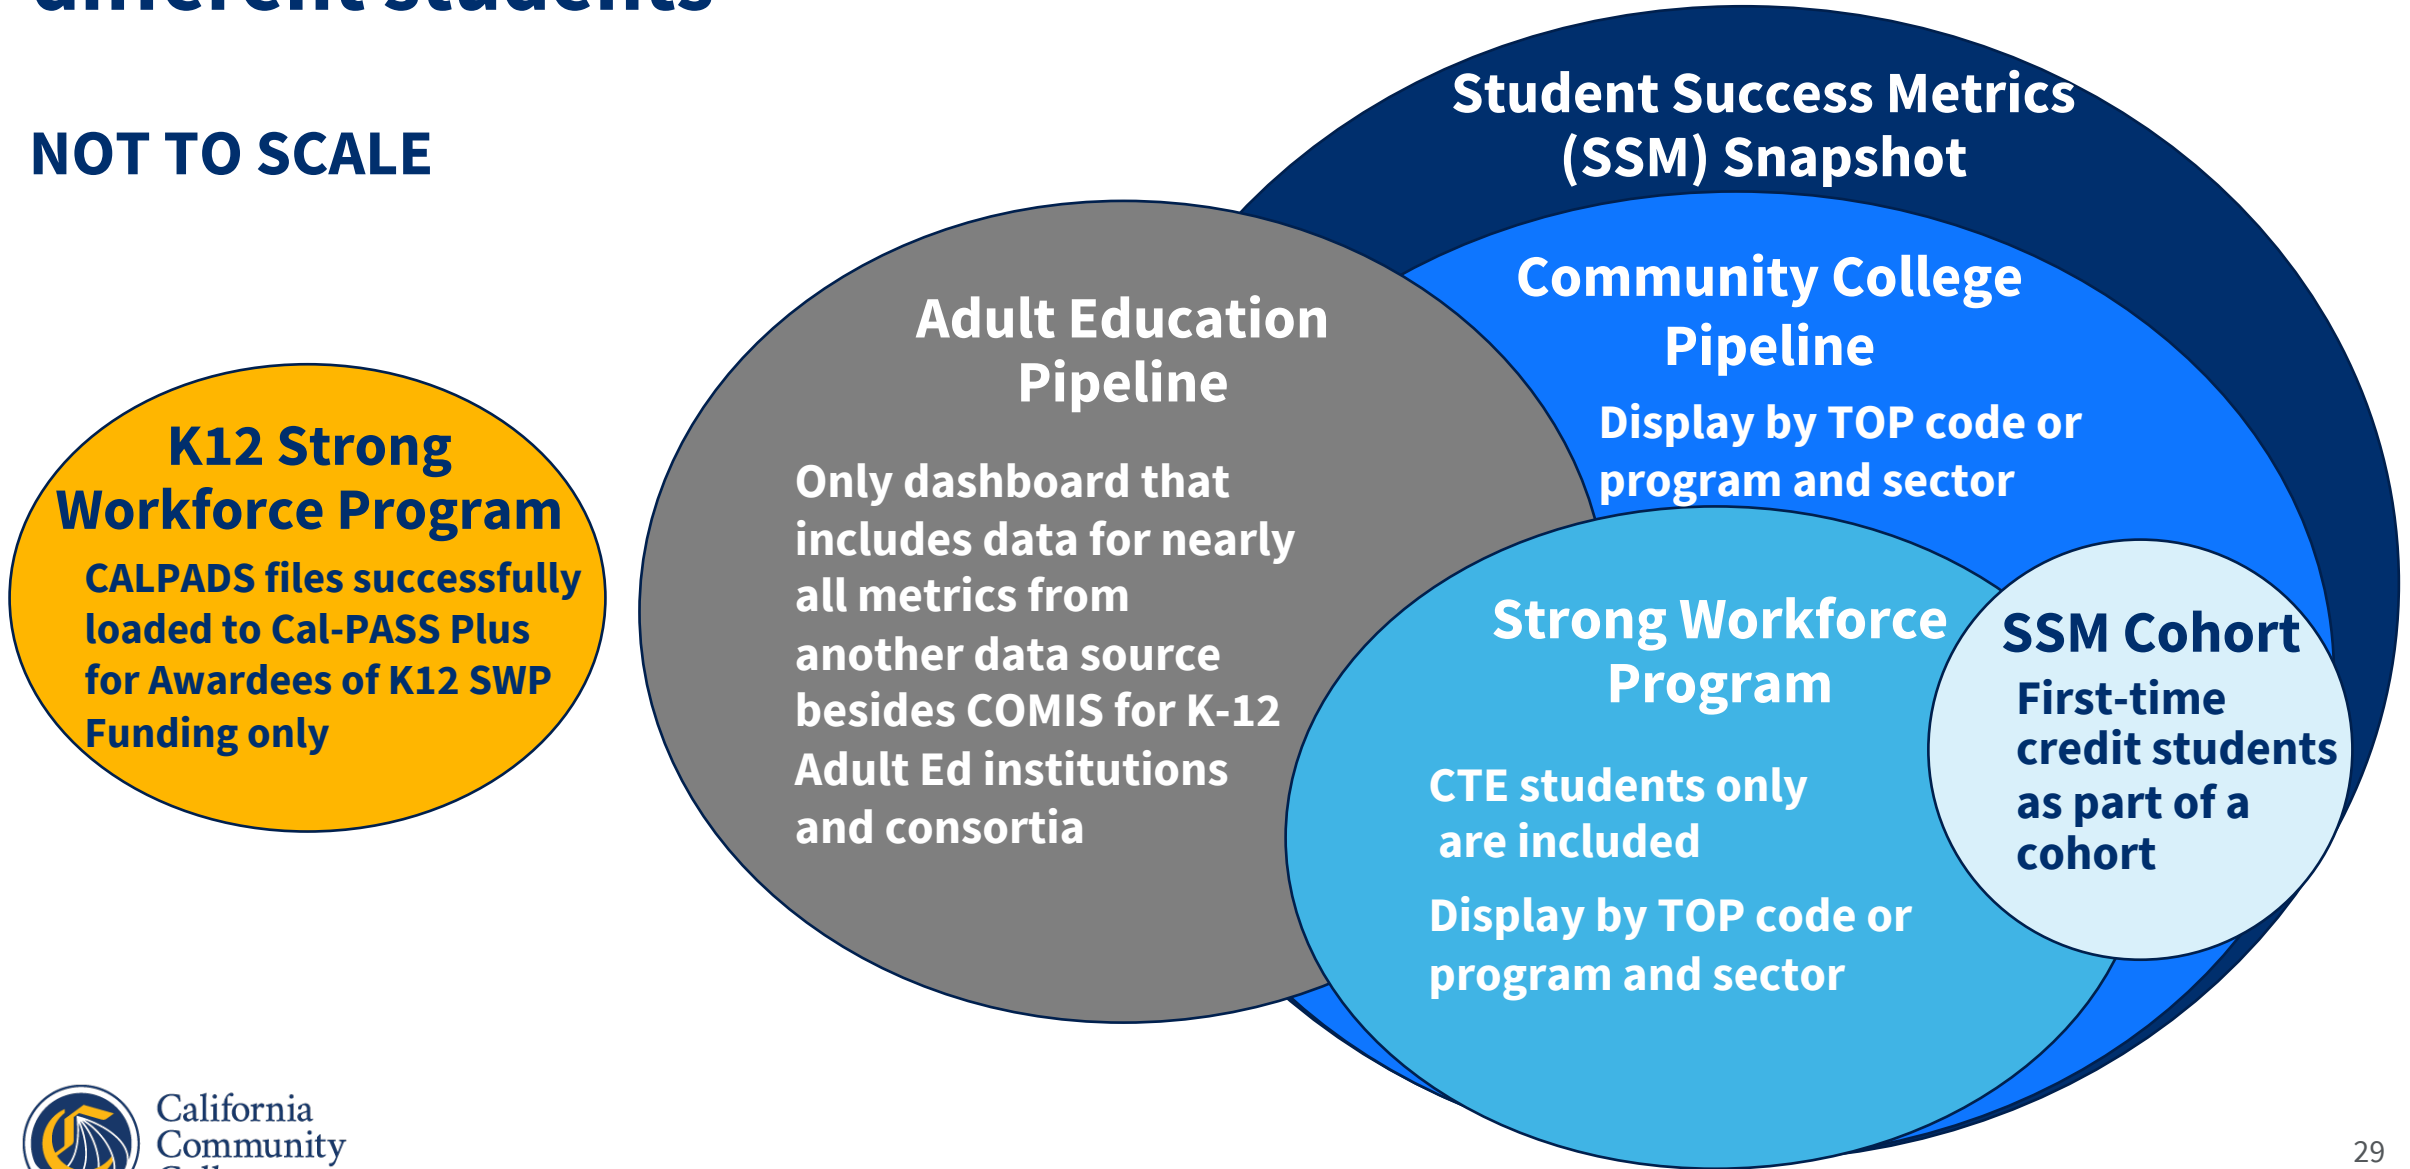 different students
NOT TO SCALE
Student Success Metrics
(SSM) Snapshot
Community College
Pipeline
Display by TOP code or
program and sector
Adult Education
Pipeline
Only dashboard that
includes data for nearly
all metrics from
another data source
besides COMIS for K-12
Adult Ed institutions
and consortia
K12 Strong
Workforce Program
CALPADS files successfully
loaded to Cal-PASS Plus
for Awardees of K12 SWP
Funding only
Strong Workforce
Program
CTE students only
are included
Display by TOP code or
program and sector
SSM Cohort
First-time
credit students
as part of a
cohort
California
Community
29